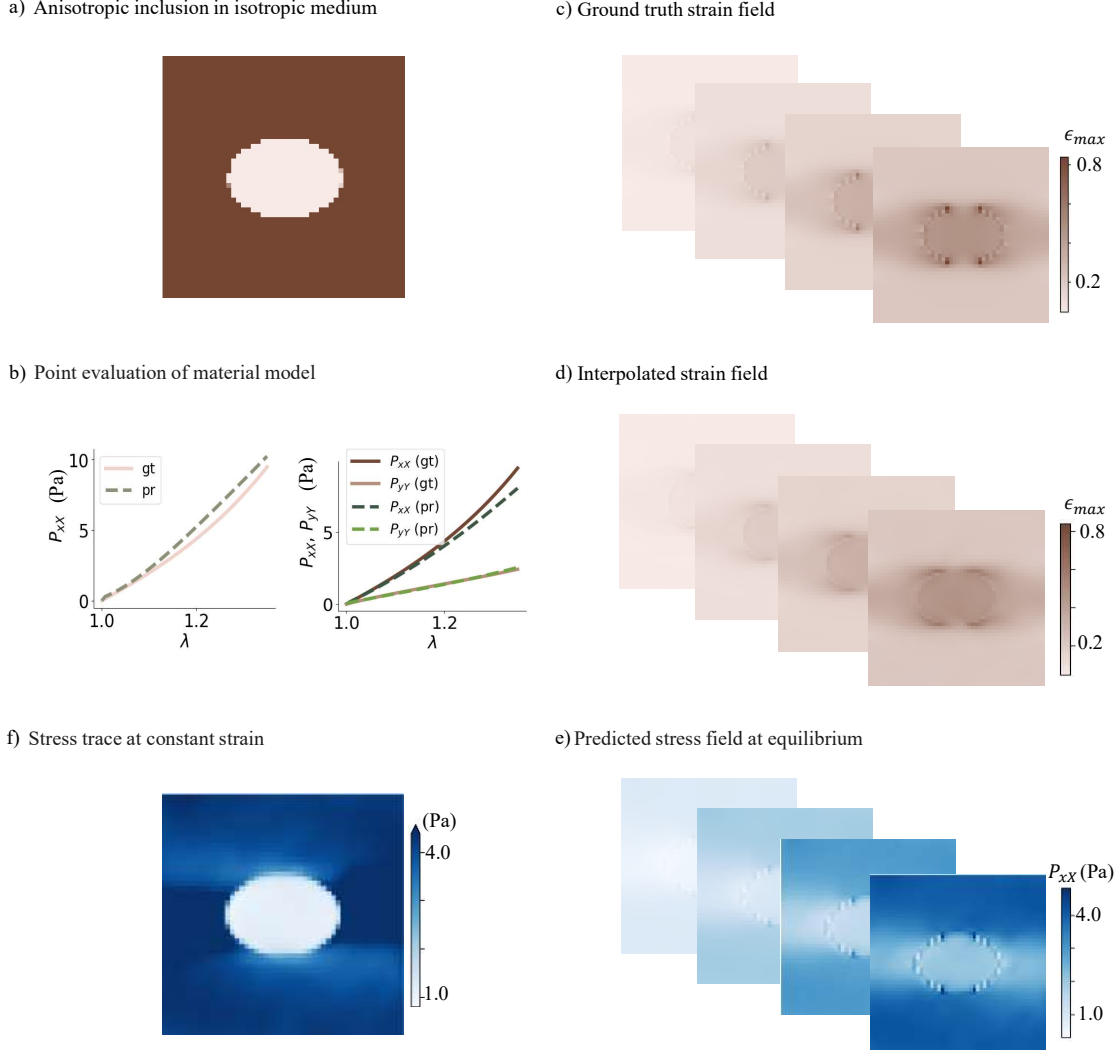 a) Anisotropic inclusion in isotropic medium
c) Ground truth strain field
ϵmax
0.8
0.2
b) Point evaluation of material model
PxX (Pa)
10
5
0
gt
pr
1.0
1.2
λ
PxX, PyY (Pa)
5
0
PxX (gt)
PyY (gt)
PxX (pr)
PyY (pr)
1.0
1.2
λ
d) Interpolated strain field
ϵmax
0.8
0.2
f) Stress trace at constant strain
(Pa)
4.0
1.0
e) Predicted stress field at equilibrium
PxX (Pa)
4.0
1.0